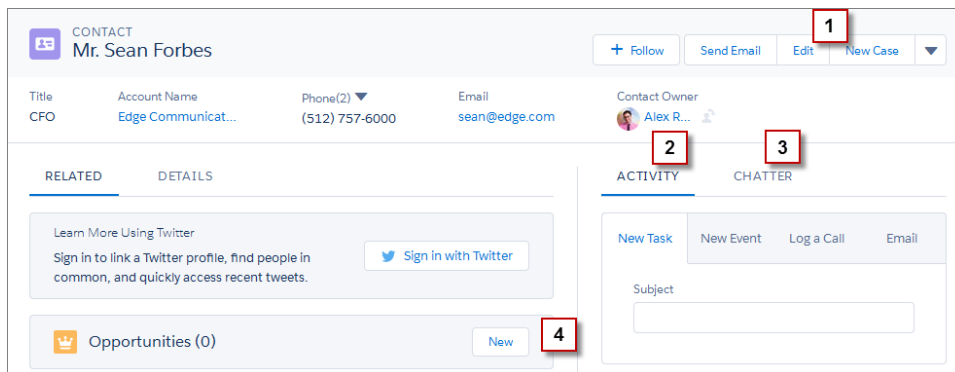 CONTACT
Mr. Sean Forbes
1
+ Follow
Send Email
Edit
New Case
Title
Account Name
Phone(2)
Email
Contact Owner
CFO
Edge Communicat...
(512) 757-6000
sean@edge.com
Alex R...
2
3
RELATED
DETAILS
ACTIVITY
CHATTER
Learn More Using Twitter
Sign in to link a Twitter profile, find people in
common, and quickly access recent tweets.
Sign in with Twitter
New Task
New Event
Log a Call
Email
Subject
Opportunities (0)
New
4